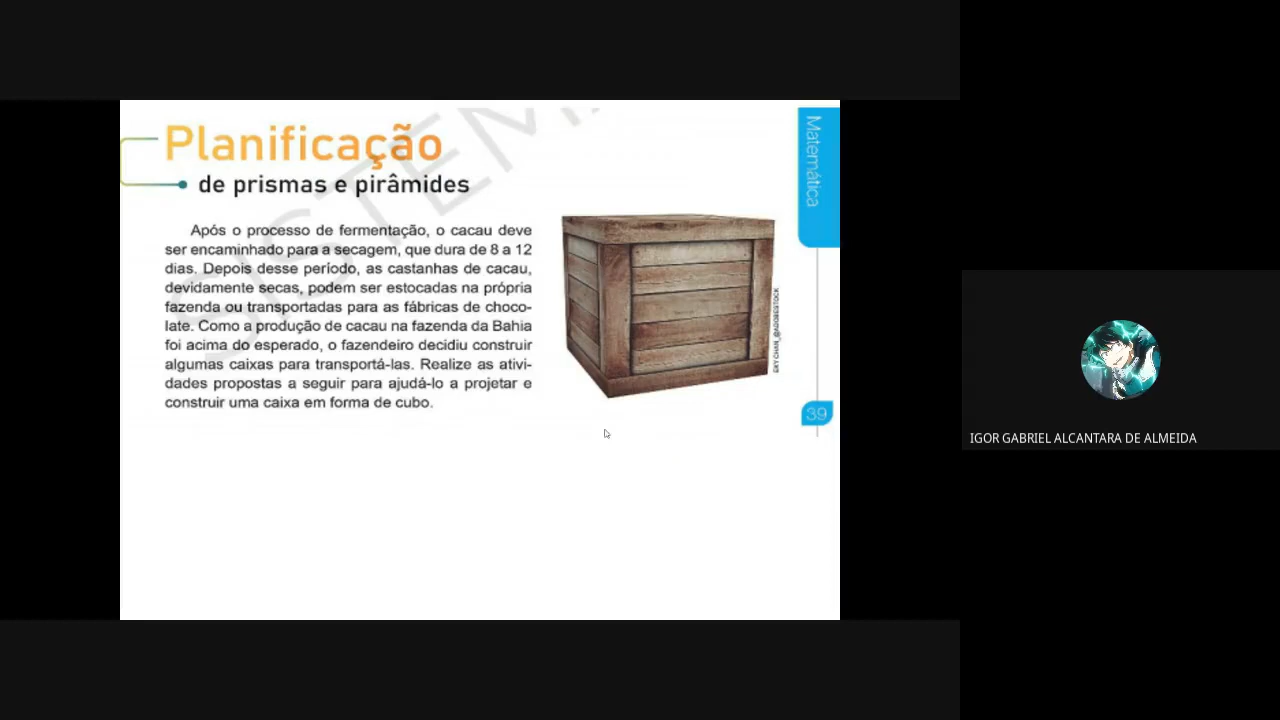 Planificação
de prismas e pirâmides
Após o processo de fermentação, o cacau deve
ser encaminhado para a secagem, que dura de 8 a 12
dias. Depois desse período, as castanhas de cacau,
devidamente secas, podem ser estocadas na própria
fazenda ou transportadas para as fábricas de choco-
late. Como a produção de cacau na fazenda da Bahia
foi acima do esperado, o fazendeiro decidiu construir
algumas caixas para transportá-las. Realize as ativi-
dades propostas a seguir para ajudá-lo a projetar e
construir uma caixa em forma de cubo.
SISTEM
Matemática
39
IGOR GABRIEL ALCANTARA DE ALMEIDA